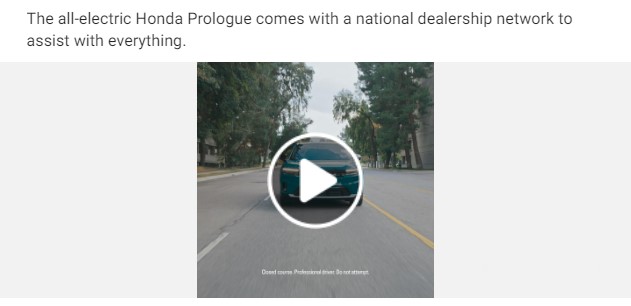 The all-electric Honda Prologue comes with a national dealership network to
assist with everything.
Closed course. Professional driver. Do not attempt.